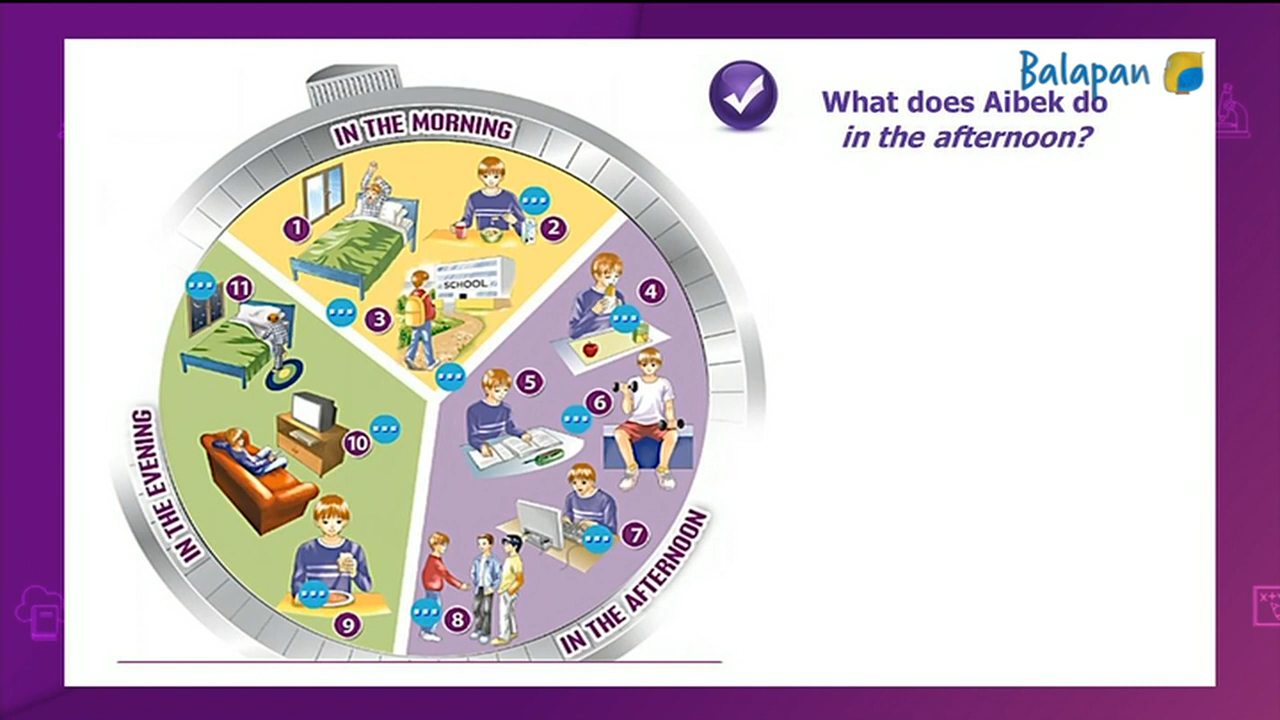 Balapan
What does Aibek do
in the afternoon?
IN THE MORNING
1
2
3
SCHOOL
4
5
6
7
8
IN THE AFTERNOON
9
10
11
IN THE EVENING